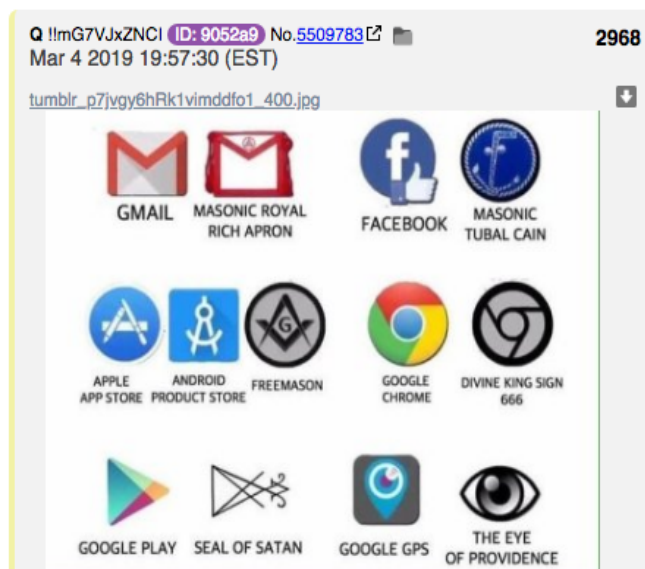 Q !!mG7VJxZNCI ID: 9052a9 No.5509783 2968
Mar 4 2019 19:57:30 (EST)
tumblr_p7jvgy6hRk1vimddfo1_400.jpg
GMAIL
MASONIC ROYAL
RICH APRON
f
FACEBOOK
MASONIC
TUBAL CAIN
G
APPLE
APP STORE
ANDROID
PRODUCT STORE
FREEMASON
GOOGLE
CHROME
DIVINE KING SIGN
666
GOOGLE PLAY
SEAL OF SATAN
GOOGLE GPS
THE EYE
OF PROVIDENCE